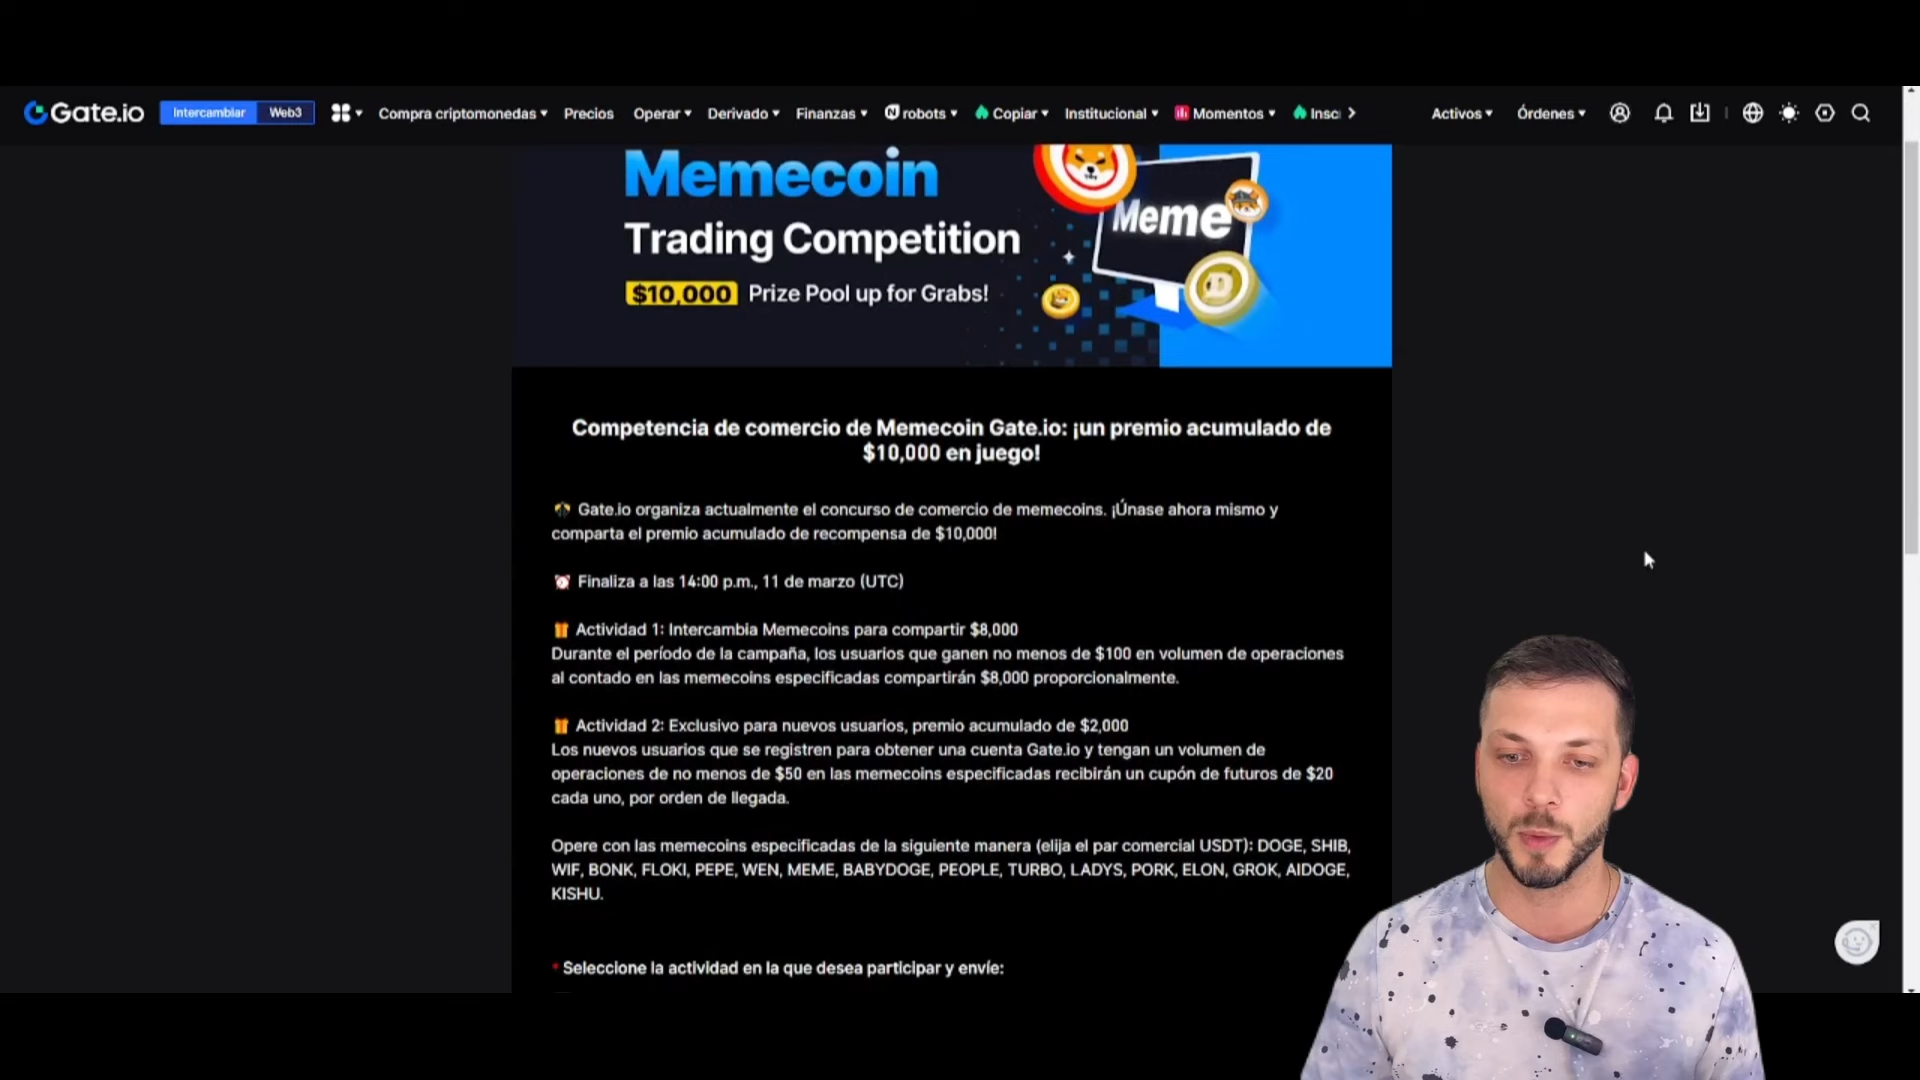 Gate.io Intercambiar Web3 Compra criptomonedas Precios Operar Derivado Finanzas robots Copiar Institucional Momentos Insc Activos Órdenes
Memecoin
Trading Competition
$10,000 Prize Pool up for Grabs!
Meme
Competencia de comercio de Memecoin Gate.io: ¡un premio acumulado de
$10,000 en juego!
Gate.io organiza actualmente el concurso de comercio de memecoins. ¡Únase ahora mismo y
comparta el premio acumulado de recompensa de $10,000!
Finaliza a las 14:00 p.m., 11 de marzo (UTC)
Actividad 1: Intercambia Memecoins para compartir $8,000
Durante el período de la campaña, los usuarios que ganen no menos de $100 en volumen de operaciones
al contado en las memecoins especificadas compartirán $8,000 proporcionalmente.
Actividad 2: Exclusivo para nuevos usuarios, premio acumulado de $2,000
Los nuevos usuarios que se registren para obtener una cuenta Gate.io y tengan un volumen de
operaciones de no menos de $50 en las memecoins especificadas recibirán un cupón de futuros de $20
cada uno, por orden de llegada.
Opere con las memecoins especificadas de la siguiente manera (elija el par comercial USDT): DOGE, SHIB,
WIF, BONK, FLOKI, PEPE, WEN, MEME, BABYDOGE, PEOPLE, TURBO, LADYS, PORK, ELON, GROK, AIDOGE,
KISHU.
* Seleccione la actividad en la que desea participar y envíe: